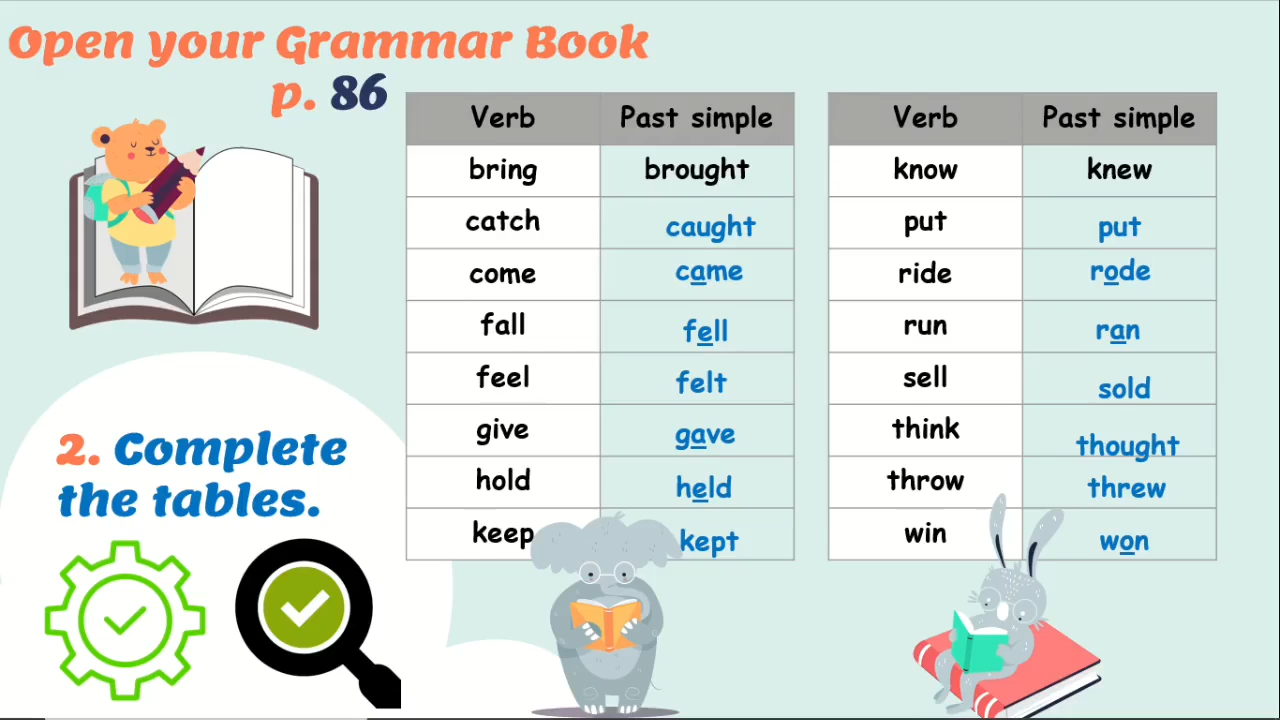 Open your Grammar Book
p. 86
2. Complete
the tables.
Verb Past simple
bring brought
catch caught
come came
fall fell
feel felt
give gave
hold held
keep kept
Verb Past simple
know knew
put put
ride rode
run ran
sell sold
think thought
throw threw
win won